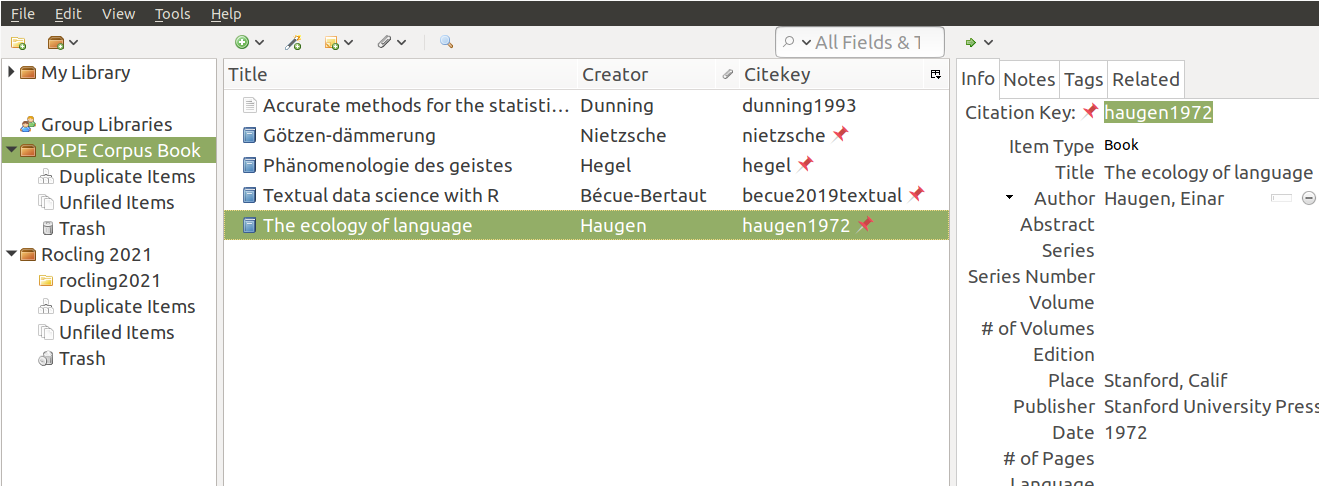 File Edit View Tools Help
All Fields & T
My Library
Group Libraries
LOPE Corpus Book
Duplicate Items
Unfiled Items
Trash
Rocling 2021
rocling2021
Duplicate Items
Unfiled Items
Trash
Title Creator Citekey
Accurate methods for the statisti... Dunning dunning1993
Götzen-dämmerung Nietzsche nietzsche
Phänomenologie des geistes Hegel hegel
Textual data science with R Bécue-Bertaut becue2019textual
The ecology of language Haugen haugen1972
Info Notes Tags Related
Citation Key: haugen1972
Item Type Book
Title The ecology of language
Author Haugen, Einar
Abstract
Series
Series Number
Volume
# of Volumes
Edition
Place Stanford, Calif
Publisher Stanford University Press
Date 1972
# of Pages
Language